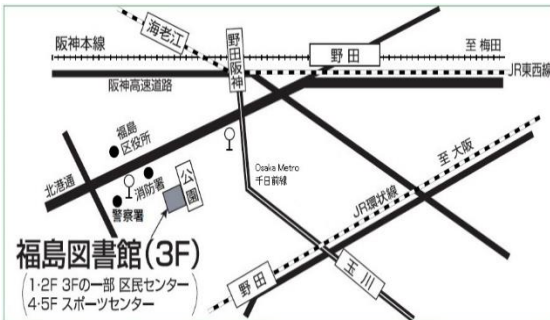 海老江
阪神本線
野田阪神
野田
至 梅田
JR東西線
阪神高速道路
福島
区役所
北港通
消防署
公園
警察署
Osaka Metro
千日前線
至 大阪
JR環状線
福島図書館(3F)
(1・2F 3Fの一部 区民センター
4・5F スポーツセンター)
野田
玉川